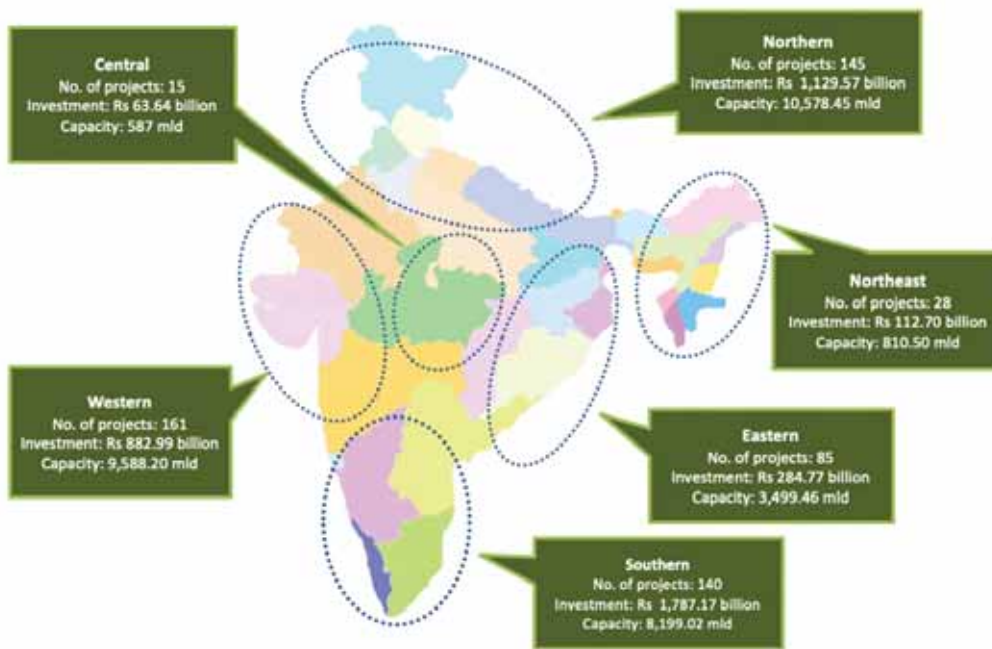 Central
No. of projects: 15
Investment: Rs 63.64 billion
Capacity: 587 mld
Northern
No. of projects: 145
Investment: Rs 1,129.57 billion
Capacity: 10,578.45 mld
Northeast
No. of projects: 28
Investment: Rs 112.70 billion
Capacity: 810.50 mld
Western
No. of projects: 161
Investment: Rs 882.99 billion
Capacity: 9,588.20 mld
Eastern
No. of projects: 85
Investment: Rs 284.77 billion
Capacity: 3,499.46 mld
Southern
No. of projects: 140
Investment: Rs 1,787.17 billion
Capacity: 8,199.02 mld